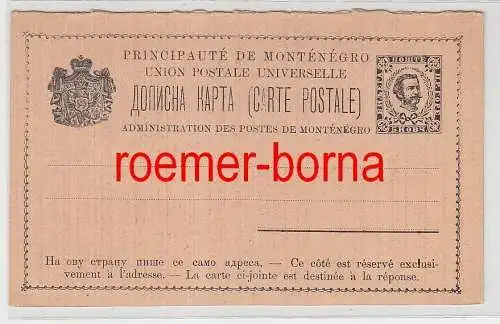 PRINCIPAUTÉ DE MONTÉNÉGRO
UNION POSTALE UNIVERSELLE
ДОПИСНА КАРТА (CARTE POSTALE)
ADMINISTRATION DES POSTES DE MONTÉNÉGRO
roemer-borna
На ову страну пише се само адреса. — Ce côté est réservé exclusi-
vement à l'adresse. — La carte ci-jointe est destinée à la réponse.